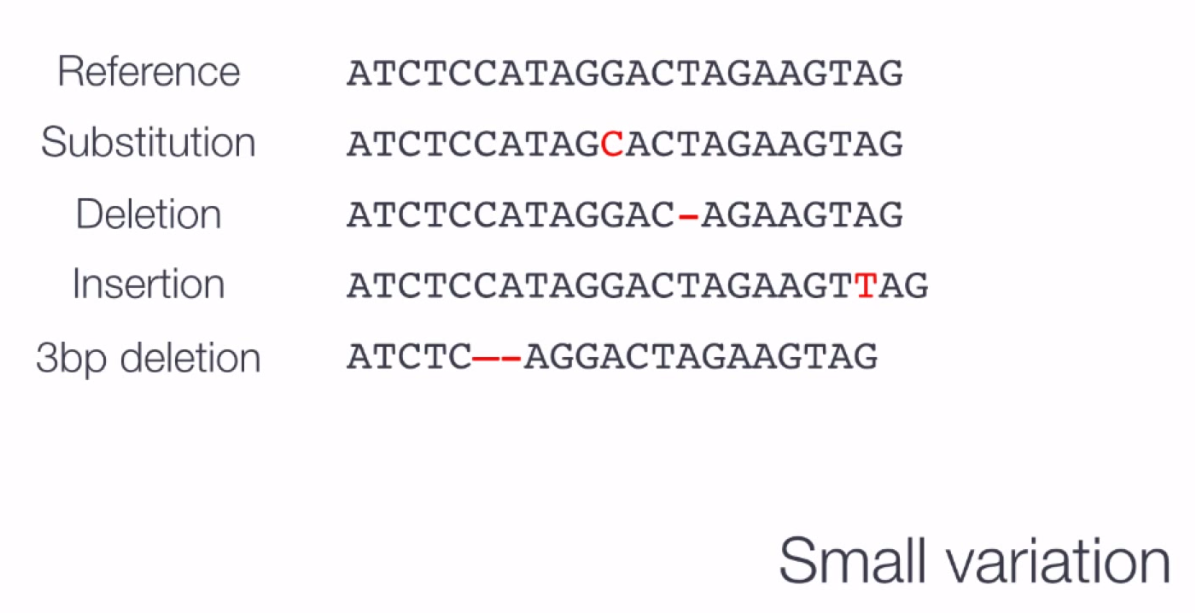 Reference ATCTCCATAGGACTAGAAGTAG
Substitution ATCTCCATAGCACTAGAAGTAG
Deletion ATCTCCATAGGAC-AGAAGTAG
Insertion ATCTCCATAGGACTAGAAGTTAG
3bp deletion ATCTC—–AGGACTAGAAGTAG
Small variation